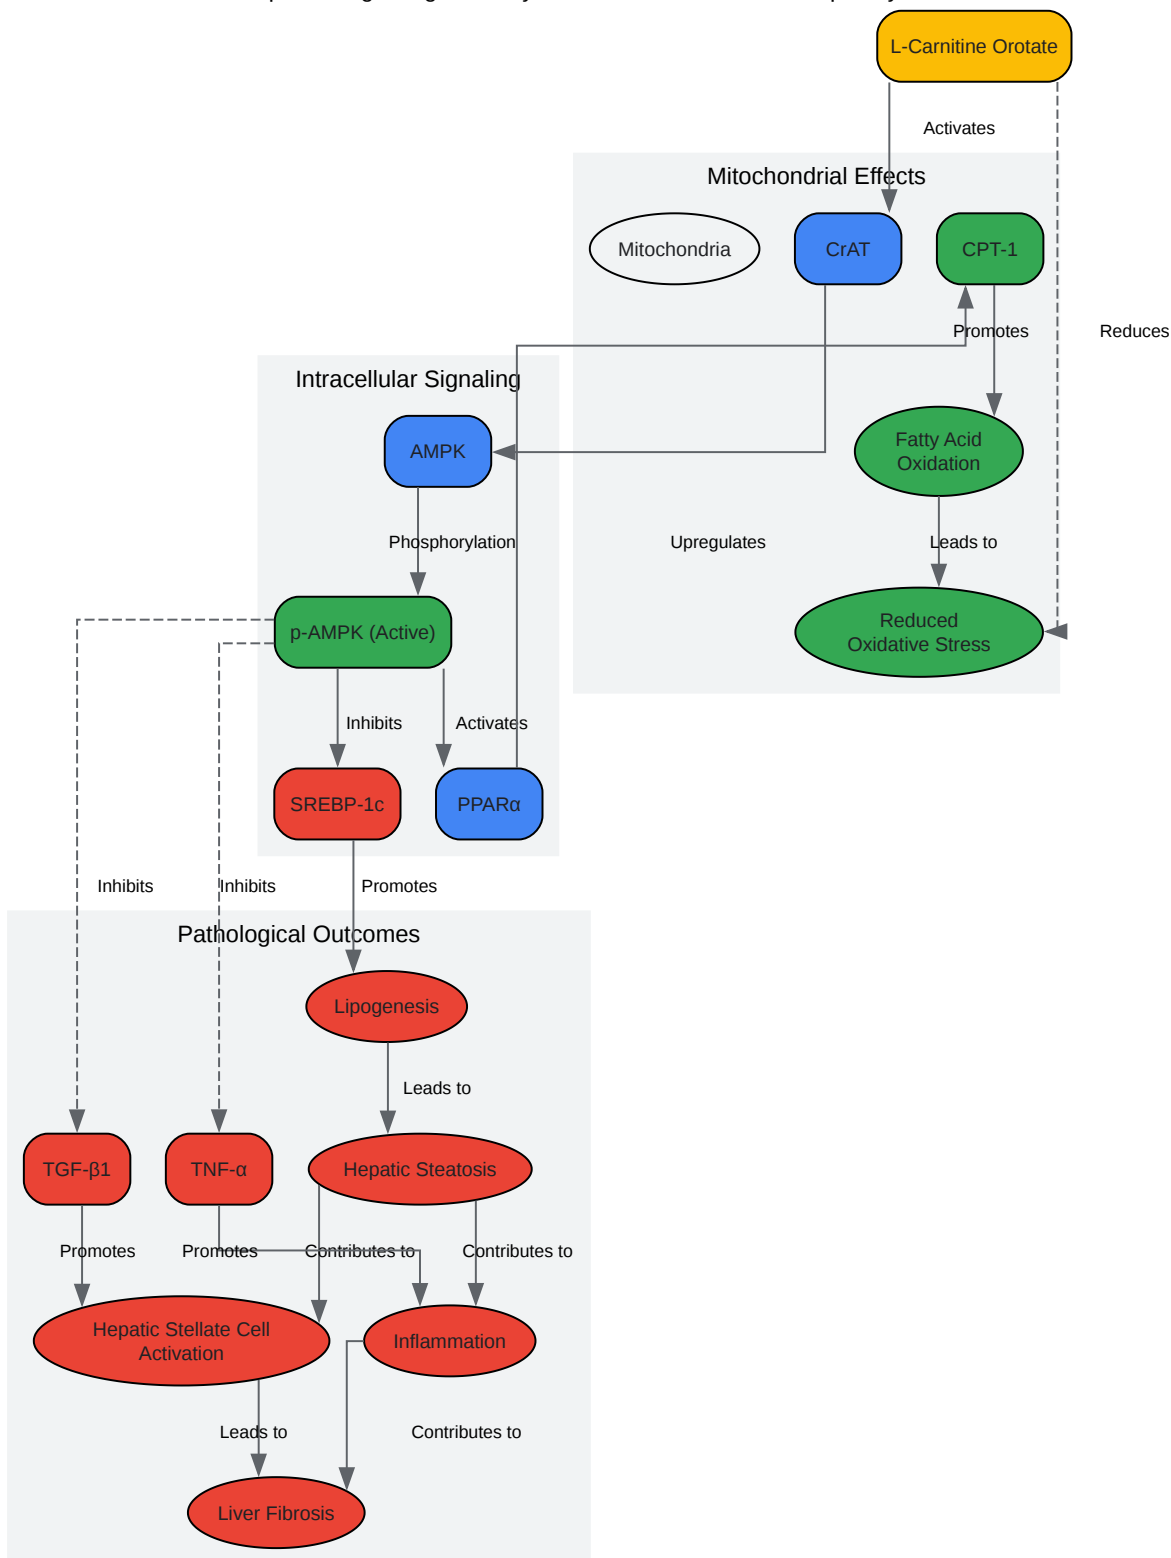 L-Carnitine Orotate
Activates
Mitochondrial Effects
Mitochondria
CrAT
CPT-1
Promotes
Reduces
Intracellular Signaling
AMPK
Fatty Acid
Oxidation
Phosphorylation
Upregulates
Leads to
p-AMPK (Active)
Reduced
Oxidative Stress
Inhibits
Activates
SREBP-1c
PPARα
Inhibits
Inhibits
Promotes
Pathological Outcomes
Lipogenesis
Leads to
TGF-β1
TNF-α
Hepatic Steatosis
Promotes
Promotes
Contributes to
Contributes to
Hepatic Stellate Cell
Activation
Inflammation
Leads to
Contributes to
Liver Fibrosis